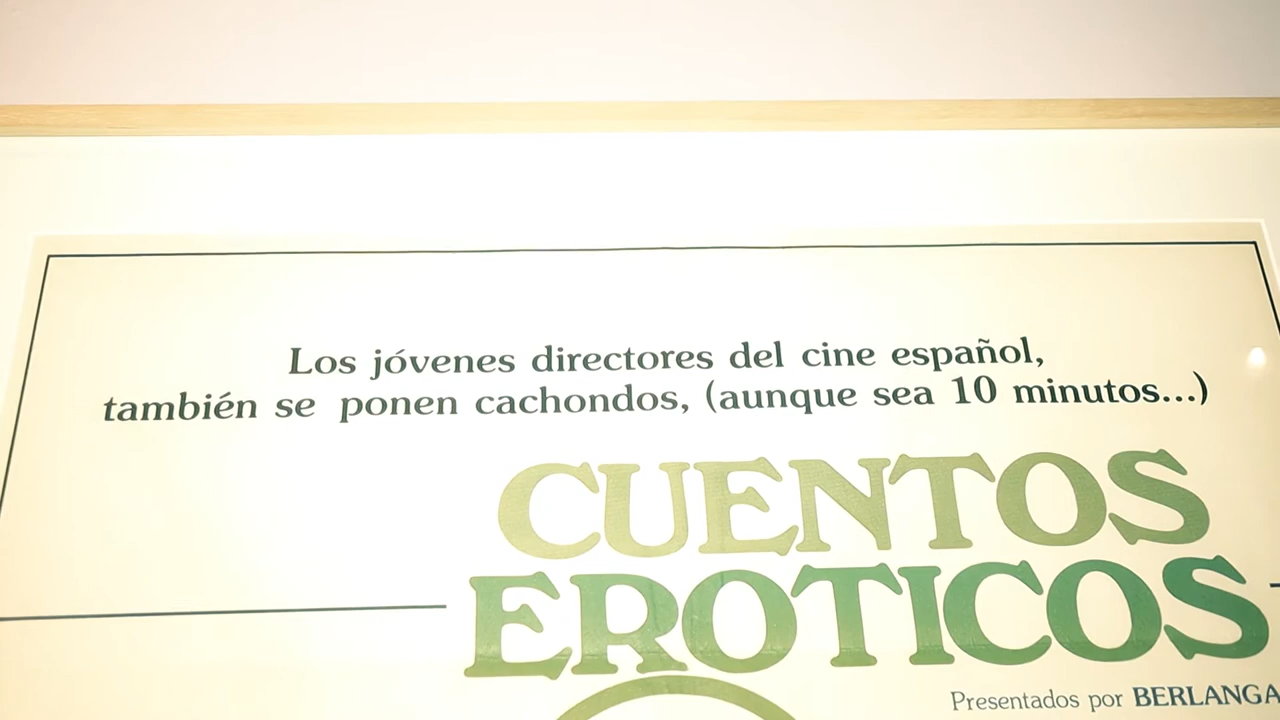 Los jóvenes directores del cine español,
también se ponen cachondos, (aunque sea 10 minutos...)
CUENTOS
EROTICOS
Presentados por BERLANGA